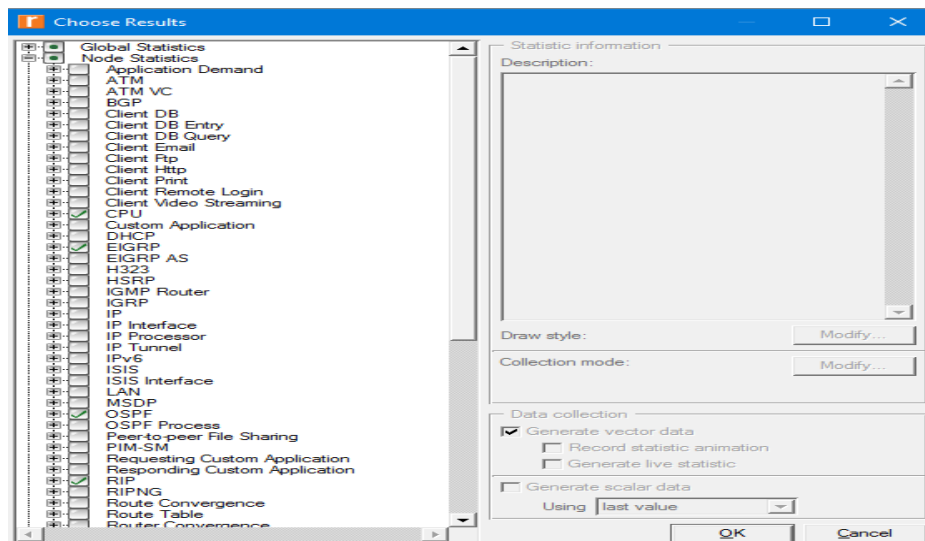 Choose Results
Global Statistics
Node Statistics
Application Demand
ATM
ATM VC
BGP
Client DB
Client DB Entry
Client DB Query
Client Email
Client Ftp
Client Http
Client Print
Client Remote Login
Client Video Streaming
CPU
Custom Application
DHCP
EIGRP
EIGRP AS
H323
HSRP
IGMP Router
IGRP
IP
IP Interface
IP Processor
IP Tunnel
IPv6
ISIS
ISIS Interface
LAN
MSDP
OSPF
OSPF Process
Peer-to-peer File Sharing
PIM-SM
Requesting Custom Application
Responding Custom Application
RIP
RIPNG
Route Convergence
Route Table
Router Convergence
Statistic information
Description:
Draw style:
Modify...
Collection mode:
Modify...
Data collection
Generate vector data
Record statistic animation
Generate live statistic
Generate scalar data
Using last value
OK Cancel